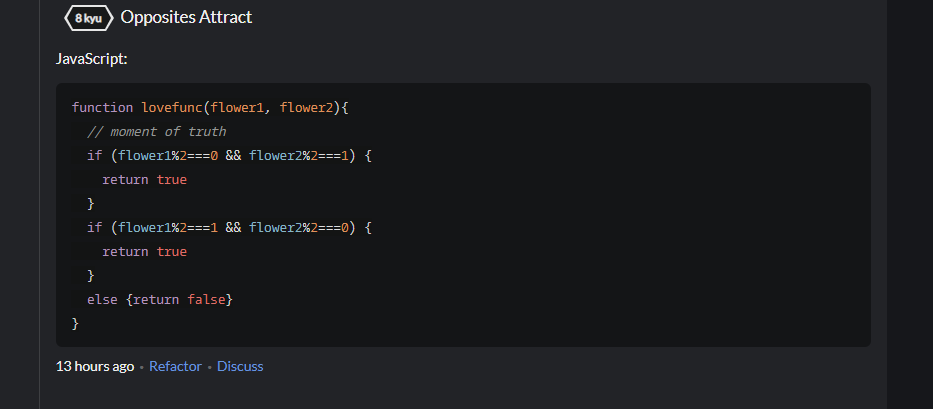 8 kyu Opposites Attract
JavaScript:
function lovefunc(flower1, flower2){
  // moment of truth
  if (flower1%2===0 && flower2%2===1) {
    return true
  }
  if (flower1%2===1 && flower2%2===0) {
    return true
  }
  else {return false}
}
13 hours ago • Refactor • Discuss